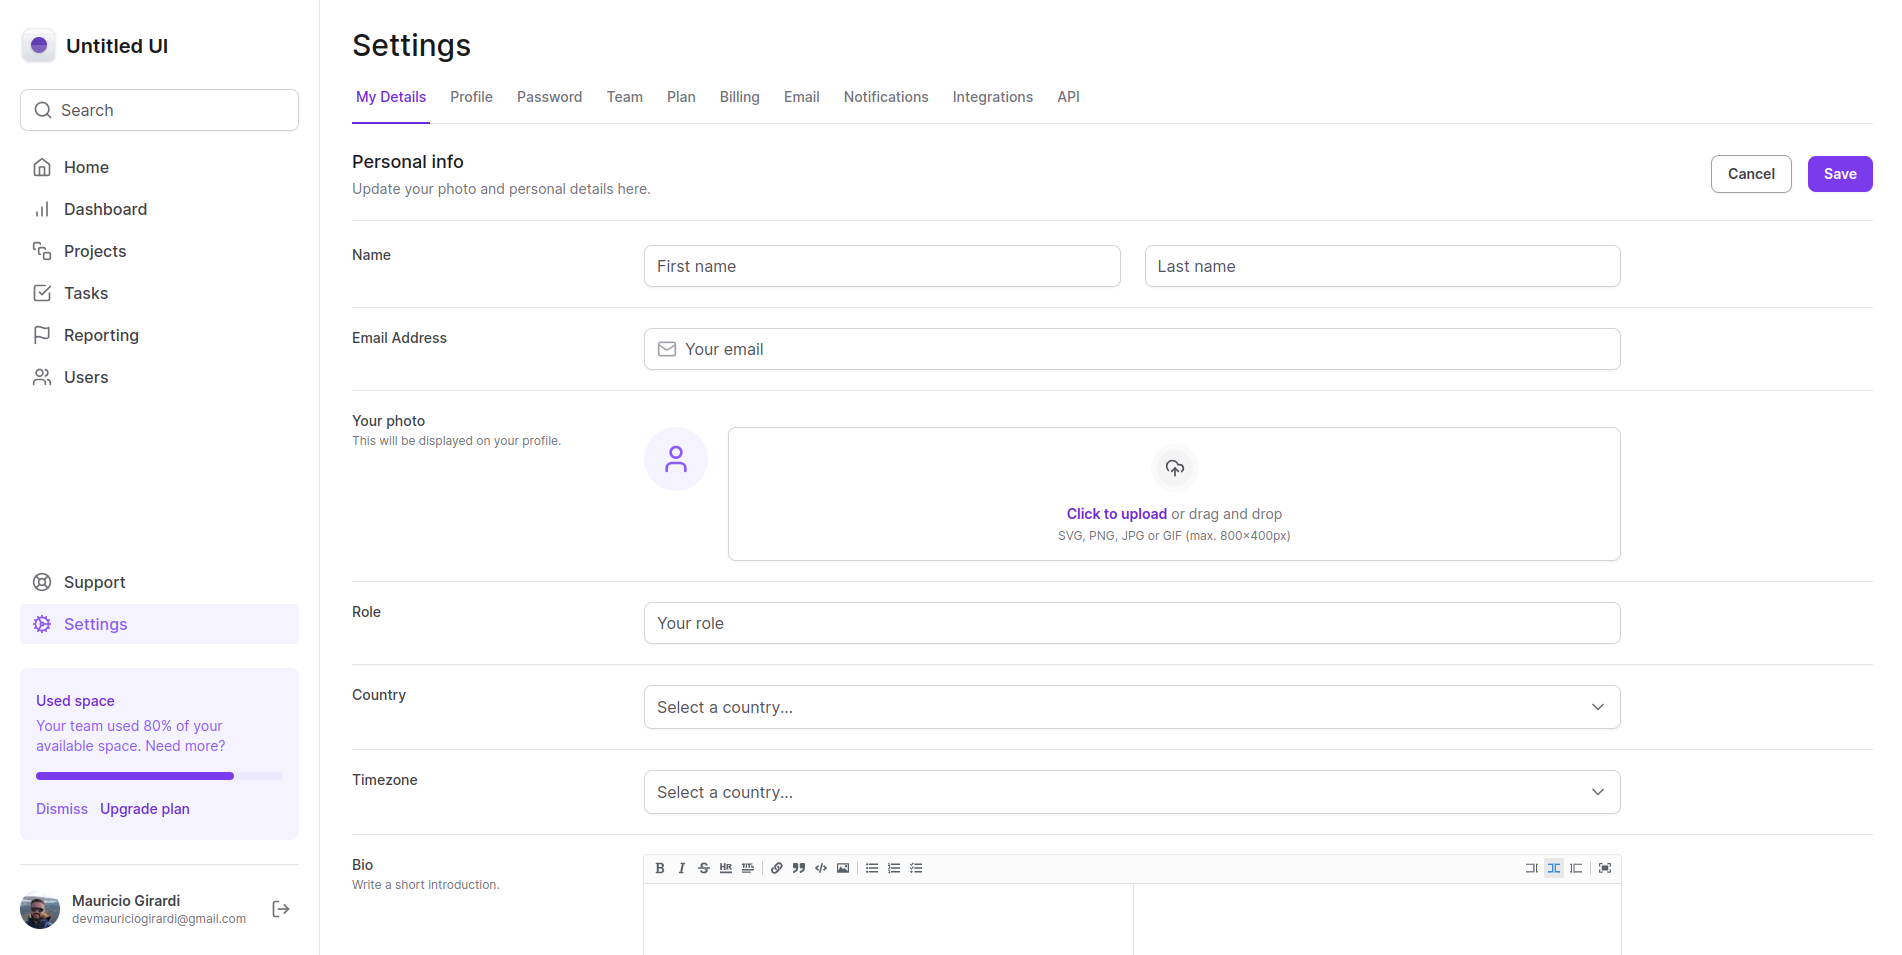 Untitled UI
Search
Home
Dashboard
Projects
Tasks
Reporting
Users
Support
Settings
Used space
Your team used 80% of your
available space. Need more?
Dismiss Upgrade plan
Mauricio Girardi
devmauriciogirardi@gmail.com
Settings
My Details Profile Password Team Plan Billing Email Notifications Integrations API
Personal info
Update your photo and personal details here.
Cancel Save
Name
First name Last name
Email Address
Your email
Your photo
This will be displayed on your profile.
Click to upload or drag and drop
SVG, PNG, JPG or GIF (max. 800×400px)
Role
Your role
Country
Select a country...
Timezone
Select a country...
Bio
Write a short introduction.
B I S HR